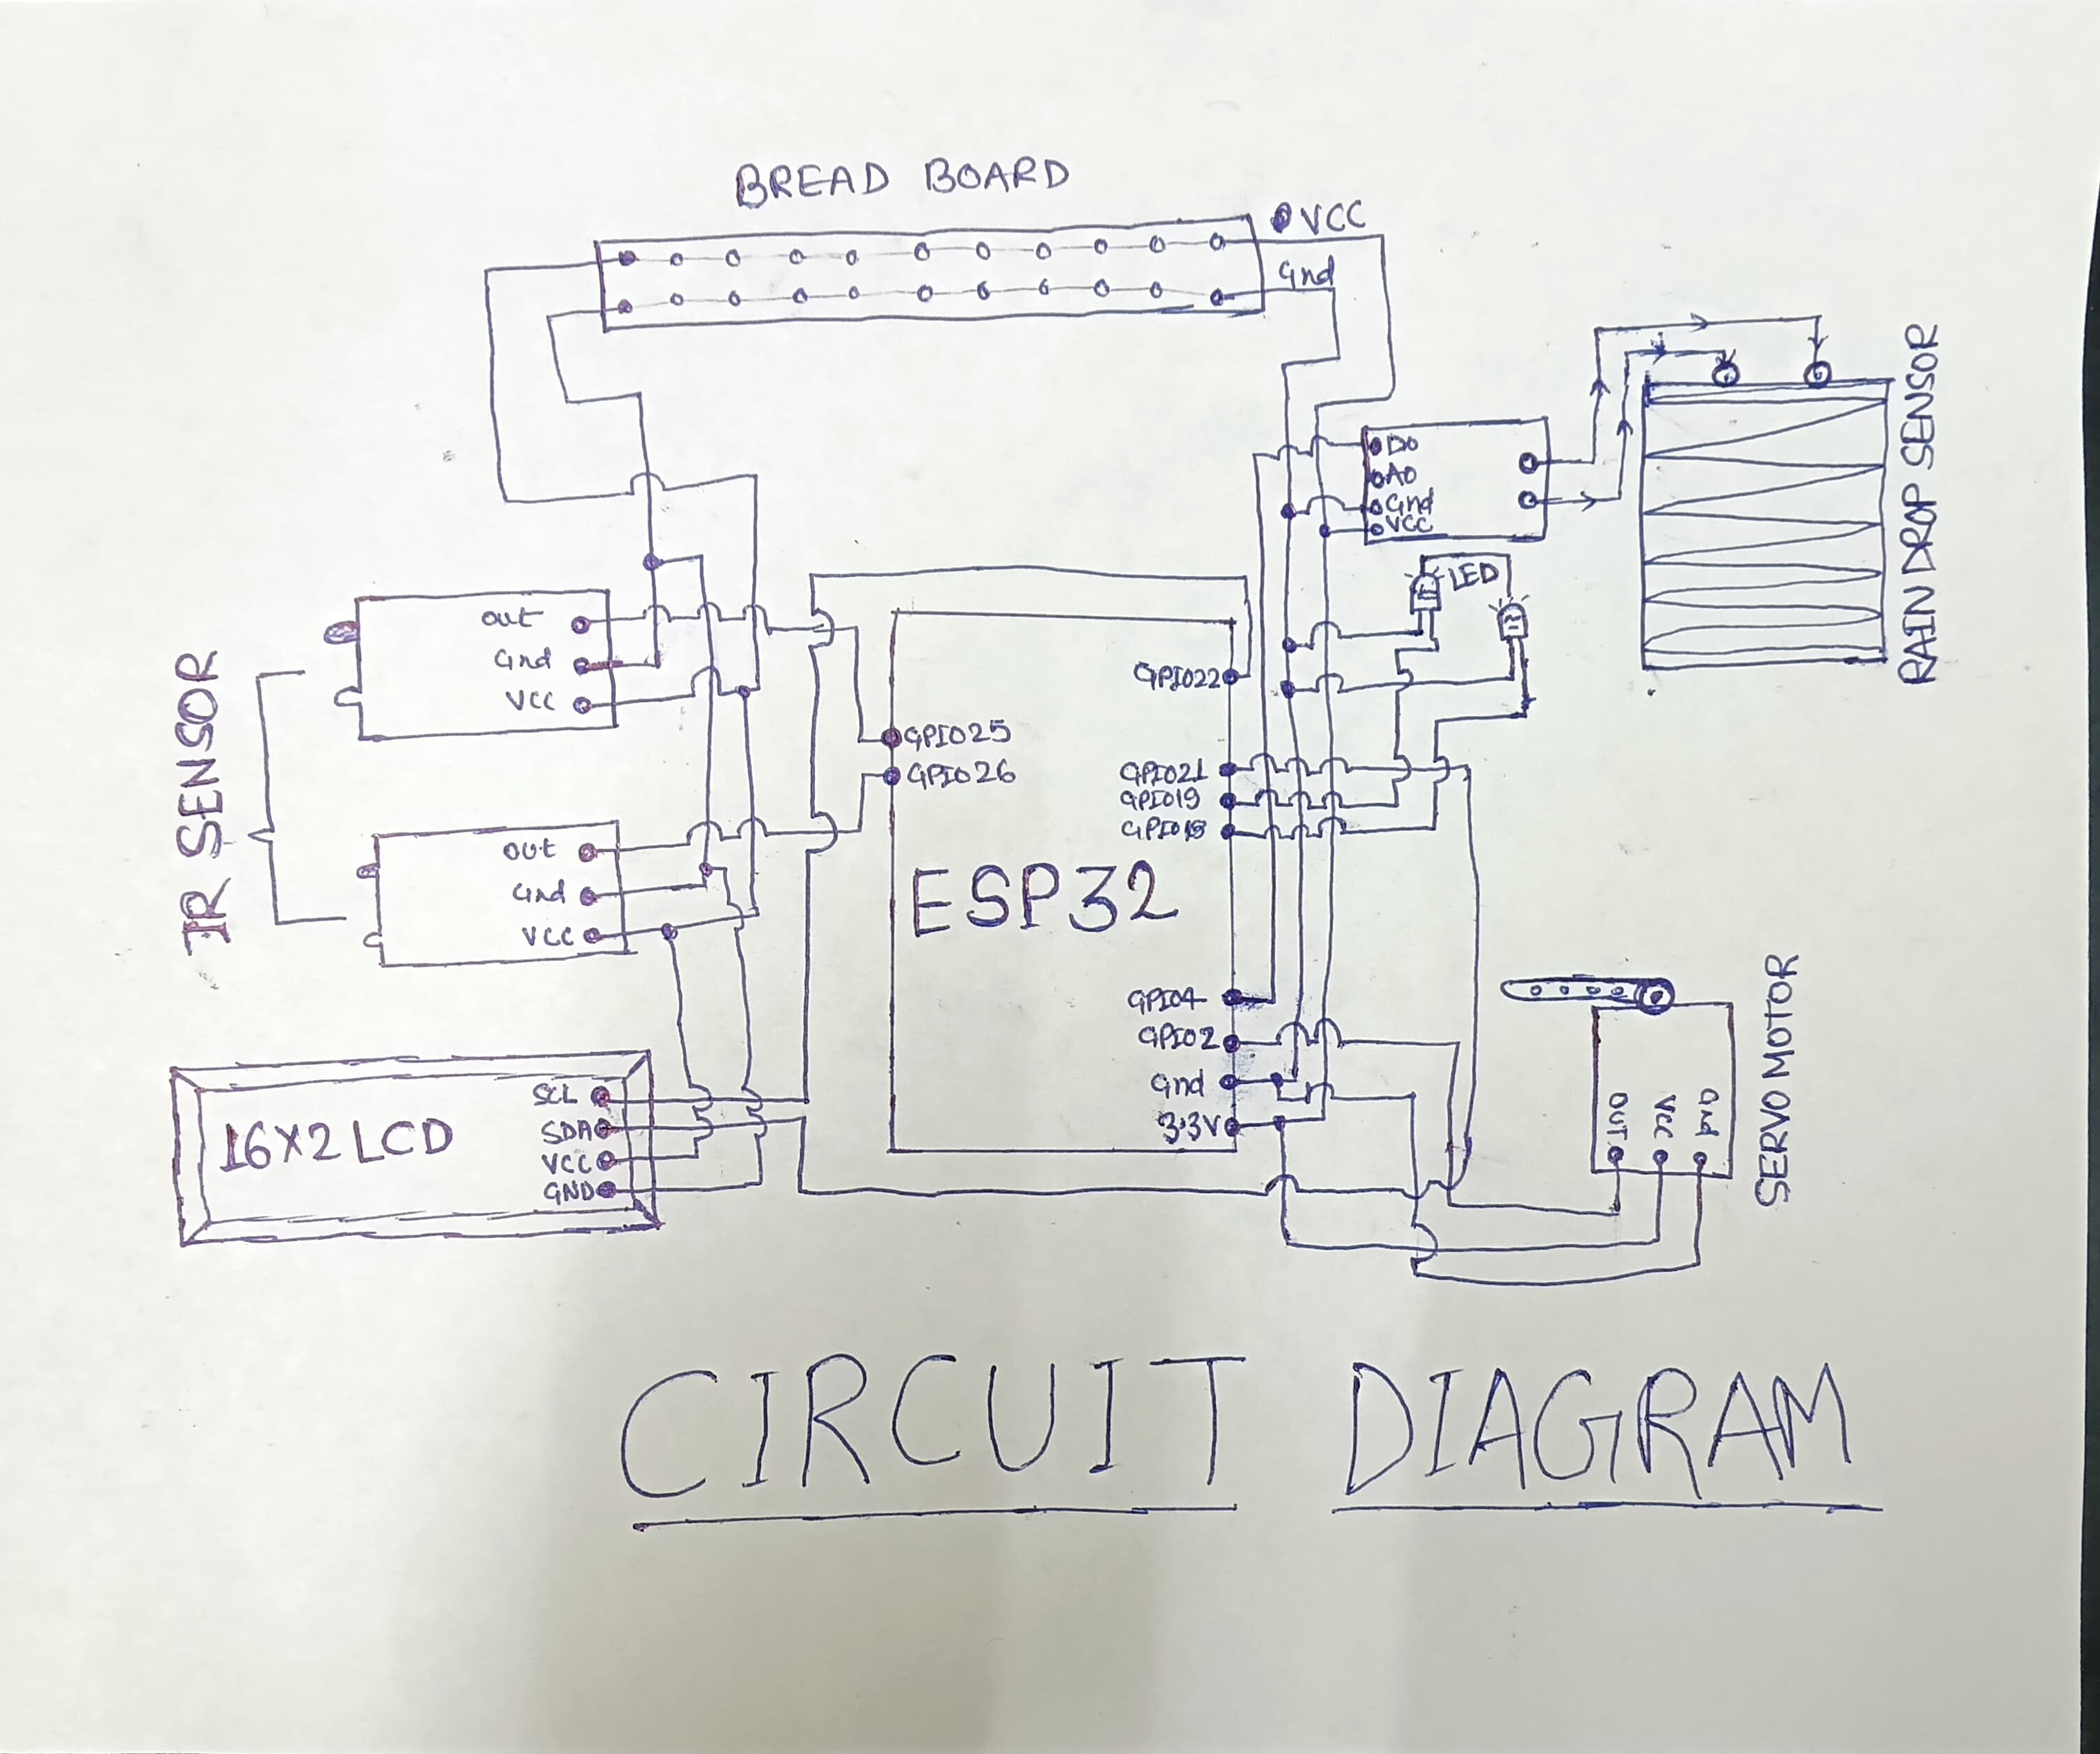 BREAD BOARD
VCC
Gnd
D0
A0
Gnd
VCC
RAIN DROP SENSOR
LED
IR SENSOR
out
Gnd
VCC
out
Gnd
VCC
GPIO25
GPIO26
GPIO22
GPIO21
GPIO19
GPIO18
ESP32
GPIO4
GPIO2
Gnd
3.3V
16X2 LCD
SCL
SDA
VCC
GND
OUT
VCC
Gnd
SERVO MOTOR
CIRCUIT DIAGRAM